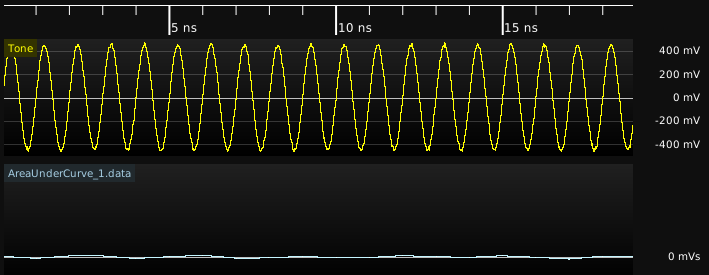 5 ns
10 ns
15 ns
Tone
400 mV
200 mV
0 mV
-200 mV
-400 mV
AreaUnderCurve_1.data
0 mVs